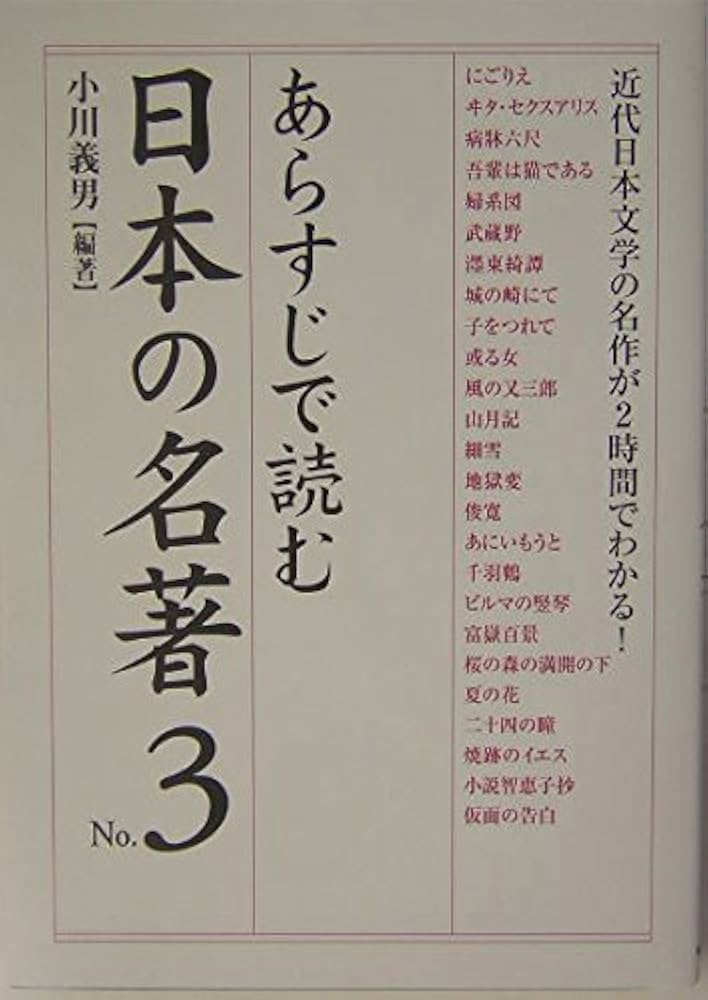 近代日本文学の名作が2時間でわかる!
にごりえ
ヰタ・セクスアリス
病牀六尺
吾輩は猫である
婦系図
武蔵野
濹東綺譚
城の崎にて
子をつれて
或る女
風の又三郎
山月記
細雪
地獄変
俊寛
あにいもうと
千羽鶴
ビルマの竪琴
富嶽百景
桜の森の満開の下
夏の花
二十四の瞳
焼跡のイエス
小説智恵子抄
仮面の告白
あらすじで読む
日本の名著
No.3
小川義男【編著】